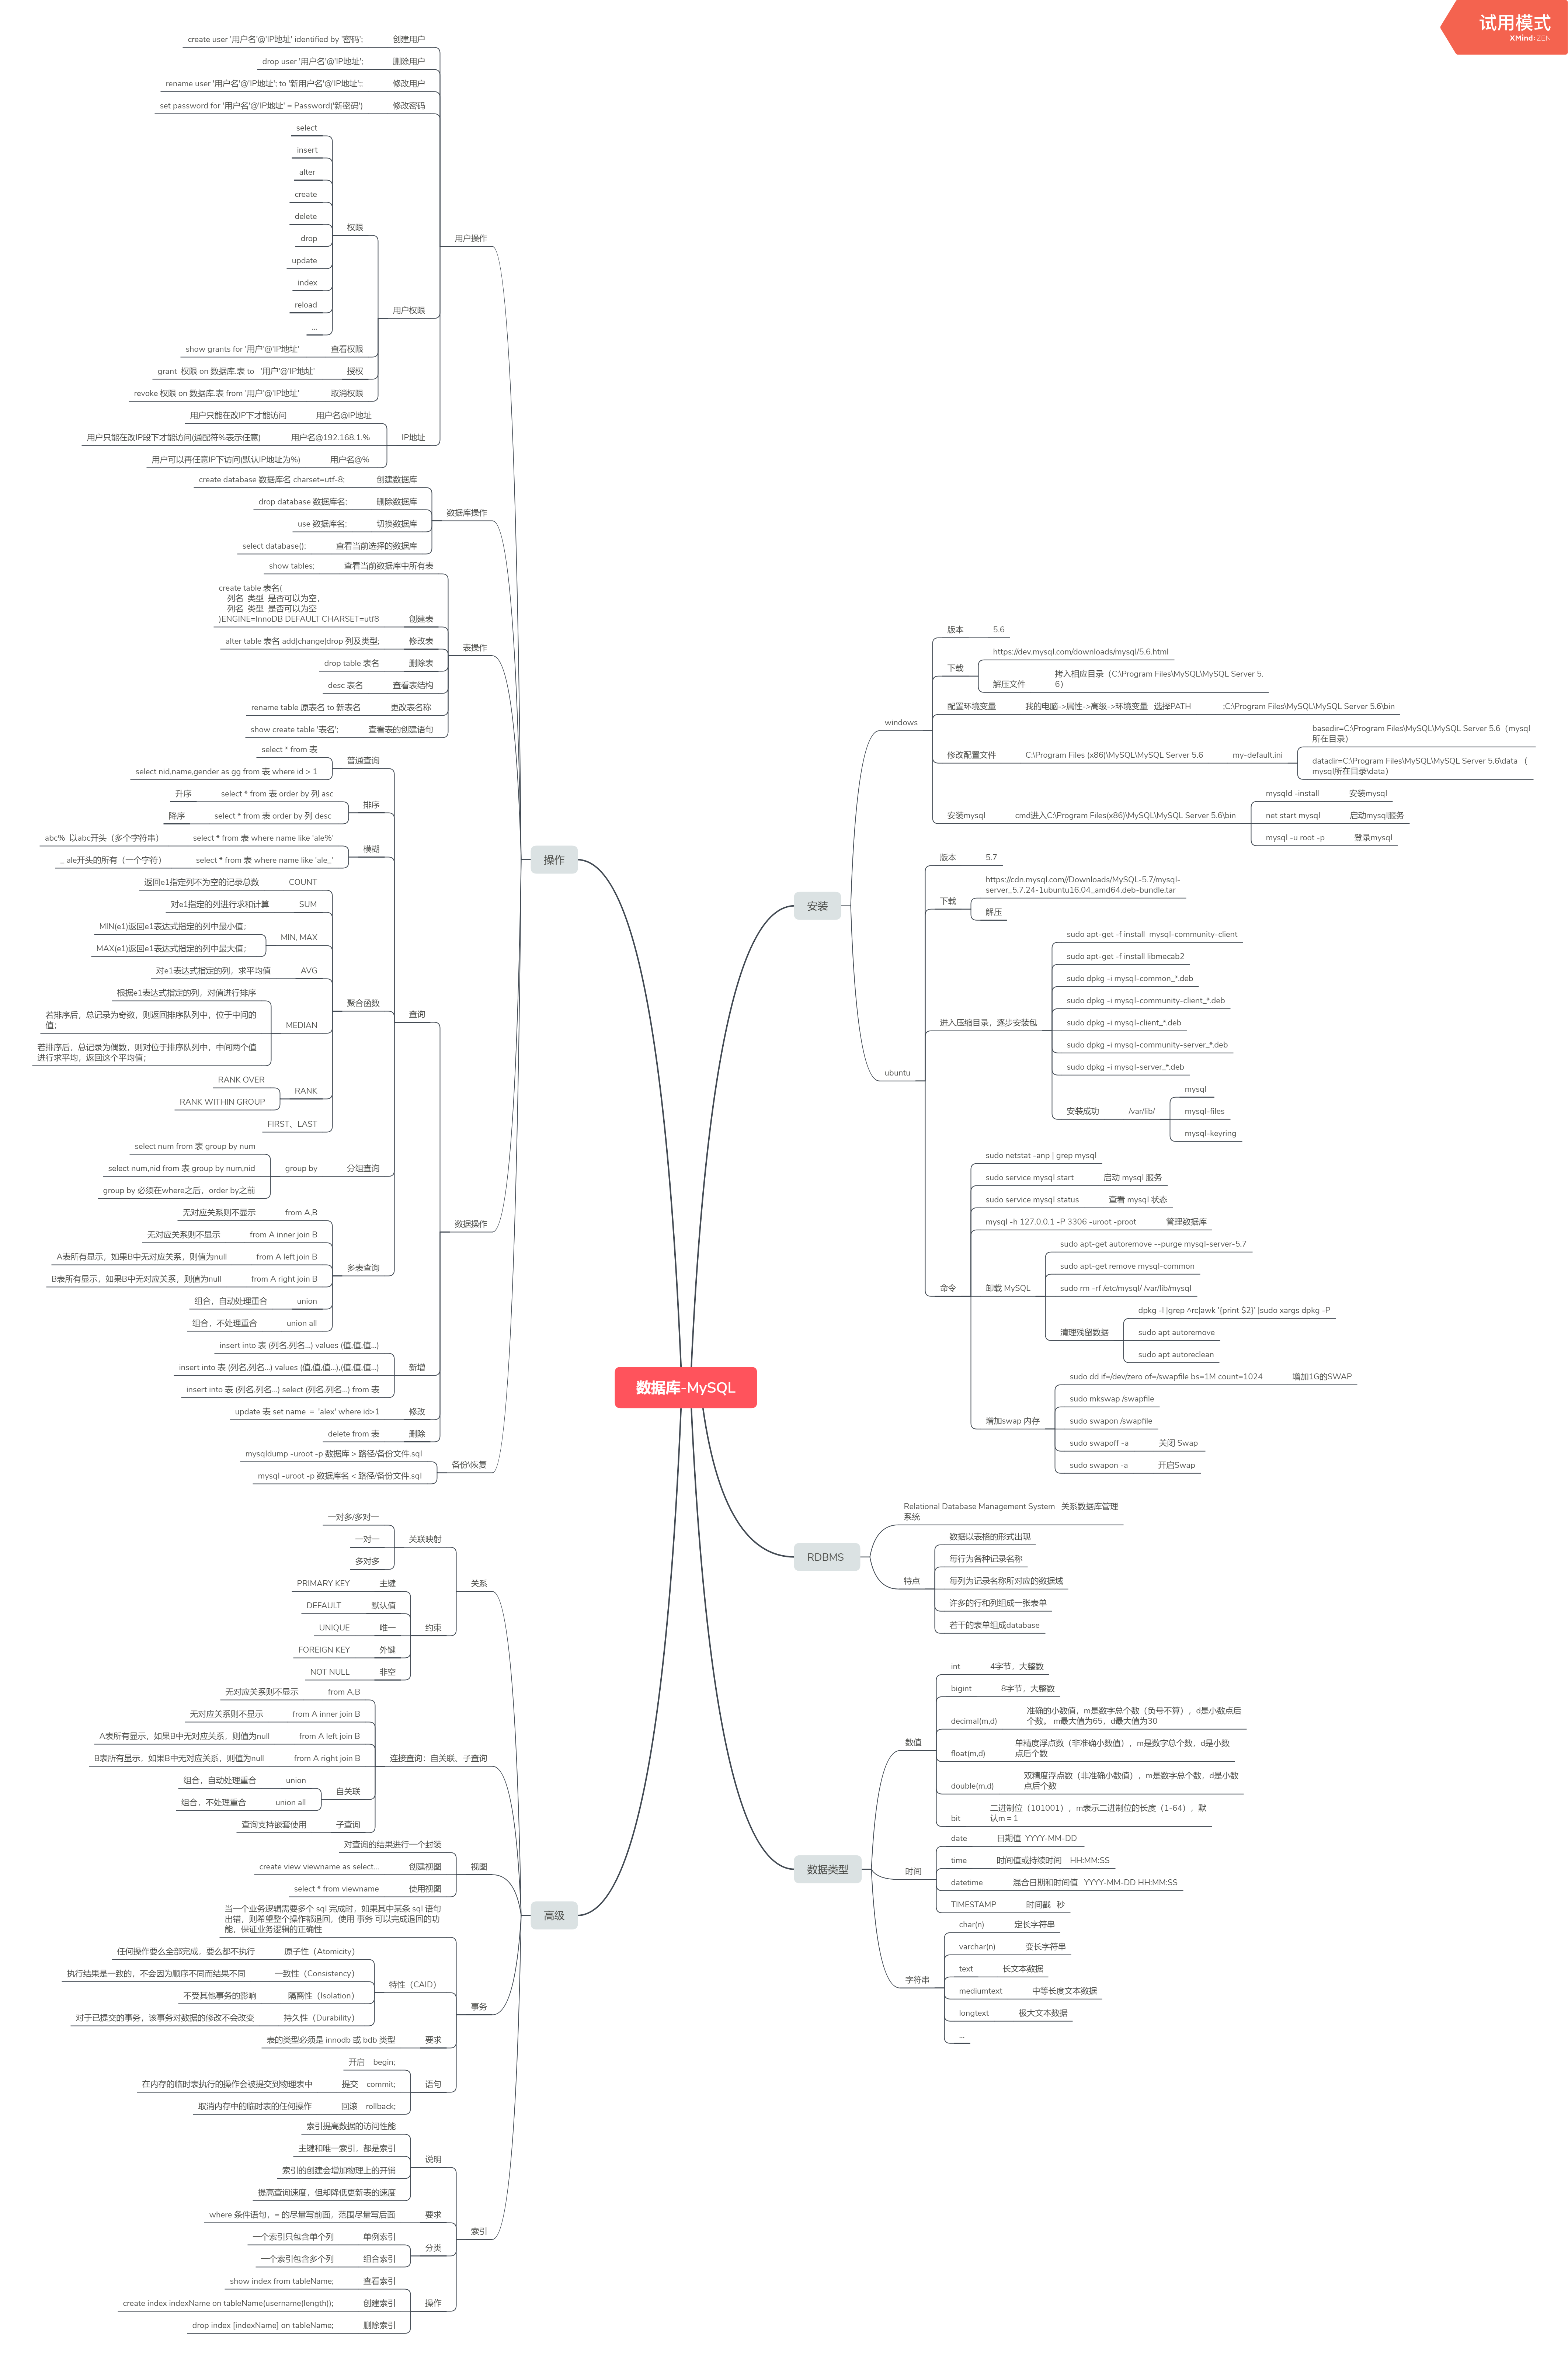 试用模式
XMind:ZEN
数据库-MySQL
安装
windows
版本
5.6
下载
https://dev.mysql.com/downloads/mysql/5.6.html
解压文件
拷入相应目录（C:\Program Files\MySQL\MySQL Server 5.
6）
配置环境变量
我的电脑->属性->高级->环境变量 选择PATH
;C:\Program Files\MySQL\MySQL Server 5.6\bin
修改配置文件
C:\Program Files (x86)\MySQL\MySQL Server 5.6
my-default.ini
basedir=C:\Program Files\MySQL\MySQL Server 5.6（mysql
所在目录）
datadir=C:\Program Files\MySQL\MySQL Server 5.6\data （
mysql所在目录\data）
安装mysql
cmd进入C:\Program Files(x86)\MySQL\MySQL Server 5.6\bin
mysqld -install
安装mysql
net start mysql
启动mysql服务
mysql -u root -p
登录mysql
ubuntu
版本
5.7
下载
https://cdn.mysql.com//Downloads/MySQL-5.7/mysql-
server_5.7.24-1ubuntu16.04_amd64.deb-bundle.tar
解压
进入压缩目录，逐步安装包
sudo apt-get -f install mysql-community-client
sudo apt-get -f install libmecab2
sudo dpkg -i mysql-common_*.deb
sudo dpkg -i mysql-community-client_*.deb
sudo dpkg -i mysql-client_*.deb
sudo dpkg -i mysql-community-server_*.deb
sudo dpkg -i mysql-server_*.deb
安装成功
/var/lib/
mysql
mysql-files
mysql-keyring
命令
sudo netstat -anp | grep mysql
sudo service mysql start
启动 mysql 服务
sudo service mysql status
查看 mysql 状态
mysql -h 127.0.0.1 -P 3306 -uroot -proot
管理数据库
卸载 MySQL
sudo apt-get autoremove --purge mysql-server-5.7
sudo apt-get remove mysql-common
sudo rm -rf /etc/mysql/ /var/lib/mysql
清理残留数据
dpkg -l |grep ^rc|awk '{print $2}' |sudo xargs dpkg -P
sudo apt autoremove
sudo apt autoreclean
增加swap 内存
sudo dd if=/dev/zero of=/swapfile bs=1M count=1024
增加1G的SWAP
sudo mkswap /swapfile
sudo swapon /swapfile
sudo swapoff -a
关闭 Swap
sudo swapon -a
开启Swap
RDBMS
Relational Database Management System 关系数据库管理
系统
特点
数据以表格的形式出现
每行为各种记录名称
每列为记录名称所对应的数据域
许多的行和列组成一张表单
若干的表单组成database
数据类型
数值
int
4字节，大整数
bigint
8字节，大整数
decimal(m,d)
准确的小数值，m是数字总个数（负号不算），d是小数点后
个数。 m最大值为65，d最大值为30
float(m,d)
单精度浮点数（非准确小数值），m是数字总个数，d是小数
点后个数
double(m,d)
双精度浮点数（非准确小数值），m是数字总个数，d是小数
点后个数
bit
二进制位（101001），m表示二进制位的长度（1-64），默
认m＝1
时间
date
日期值 YYYY-MM-DD
time
时间值或持续时间 HH:MM:SS
datetime
混合日期和时间值 YYYY-MM-DD HH:MM:SS
TIMESTAMP
时间戳 秒
字符串
char(n)
定长字符串
varchar(n)
变长字符串
text
长文本数据
mediumtext
中等长度文本数据
longtext
极大文本数据
...
操作
用户操作
create user '用户名'@'IP地址' identified by '密码';
创建用户
drop user '用户名'@'IP地址';
删除用户
rename user '用户名'@'IP地址'; to '新用户名'@'IP地址';;
修改用户
set password for '用户名'@'IP地址' = Password('新密码')
修改密码
用户权限
权限
select
insert
alter
create
delete
drop
update
index
reload
...
show grants for '用户'@'IP地址'
查看权限
grant 权限 on 数据库.表 to '用户'@'IP地址'
授权
revoke 权限 on 数据库.表 from '用户'@'IP地址'
取消权限
IP地址
用户只能在改IP下才能访问
用户名@IP地址
用户只能在改IP段下才能访问(通配符%表示任意)
用户名@192.168.1.%
用户可以再任意IP下访问(默认IP地址为%)
用户名@%
数据库操作
create database 数据库名 charset=utf-8;
创建数据库
drop database 数据库名;
删除数据库
use 数据库名;
切换数据库
select database();
查看当前选择的数据库
表操作
show tables;
查看当前数据库中所有表
create table 表名(
列名 类型 是否可以为空，
列名 类型 是否可以为空
)ENGINE=InnoDB DEFAULT CHARSET=utf8
创建表
alter table 表名 add|change|drop 列及类型;
修改表
drop table 表名
删除表
desc 表名
查看表结构
rename table 原表名 to 新表名
更改表名称
show create table '表名';
查看表的创建语句
数据操作
查询
普通查询
select * from 表
select nid,name,gender as gg from 表 where id > 1
排序
升序
select * from 表 order by 列 asc
降序
select * from 表 order by 列 desc
模糊
abc% 以abc开头（多个字符串）
select * from 表 where name like 'ale%'
_ ale开头的所有（一个字符）
select * from 表 where name like 'ale_'
聚合函数
返回e1指定列不为空的记录总数
COUNT
对e1指定的列进行求和计算
SUM
MIN(e1)返回e1表达式指定的列中最小值；
MAX(e1)返回e1表达式指定的列中最大值；
MIN, MAX
对e1表达式指定的列，求平均值
AVG
根据e1表达式指定的列，对值进行排序
若排序后，总记录为奇数，则返回排序队列中，位于中间的
值；
若排序后，总记录为偶数，则对位于排序队列中，中间两个值
进行求平均，返回这个平均值；
MEDIAN
RANK OVER
RANK WITHIN GROUP
RANK
FIRST、LAST
分组查询
group by
select num from 表 group by num
select num,nid from 表 group by num,nid
group by 必须在where之后，order by之前
多表查询
无对应关系则不显示
from A,B
无对应关系则不显示
from A inner join B
A表所有显示，如果B中无对应关系，则值为null
from A left join B
B表所有显示，如果B中无对应关系，则值为null
from A right join B
组合，自动处理重合
union
组合，不处理重合
union all
新增
insert into 表 (列名,列名...) values (值,值,值...)
insert into 表 (列名,列名...) values (值,值,值...),(值,值,值...)
insert into 表 (列名,列名...) select (列名,列名...) from 表
update 表 set name ＝ 'alex' where id>1
修改
delete from 表
删除
备份\恢复
mysqldump -uroot -p 数据库 > 路径/备份文件.sql
mysql -uroot -p 数据库名 < 路径/备份文件.sql
高级
关系
关联映射
一对多/多对一
一对一
多对多
约束
PRIMARY KEY
主键
DEFAULT
默认值
UNIQUE
唯一
FOREIGN KEY
外键
NOT NULL
非空
连接查询：自关联、子查询
无对应关系则不显示
from A,B
无对应关系则不显示
from A inner join B
A表所有显示，如果B中无对应关系，则值为null
from A left join B
B表所有显示，如果B中无对应关系，则值为null
from A right join B
自关联
组合，自动处理重合
union
组合，不处理重合
union all
查询支持嵌套使用
子查询
视图
对查询的结果进行一个封装
create view viewname as select...
创建视图
select * from viewname
使用视图
事务
当一个业务逻辑需要多个 sql 完成时，如果其中某条 sql 语句
出错，则希望整个操作都退回，使用 事务 可以完成退回的功
能，保证业务逻辑的正确性
特性（CAID）
任何操作要么全部完成，要么都不执行
原子性（Atomicity）
执行结果是一致的，不会因为顺序不同而结果不同
一致性（Consistency）
不受其他事务的影响
隔离性（Isolation）
对于已提交的事务，该事务对数据的修改不会改变
持久性（Durability）
表的类型必须是 innodb 或 bdb 类型
要求
语句
开启 begin;
在内存的临时表执行的操作会被提交到物理表中
提交 commit;
取消内存中的临时表的任何操作
回滚 rollback;
索引
说明
索引提高数据的访问性能
主键和唯一索引，都是索引
索引的创建会增加物理上的开销
提高查询速度，但却降低更新表的速度
where 条件语句，= 的尽量写前面，范围尽量写后面
要求
分类
一个索引只包含单个列
单例索引
一个索引包含多个列
组合索引
操作
show index from tableName;
查看索引
create index indexName on tableName(username(length));
创建索引
drop index [indexName] on tableName;
删除索引